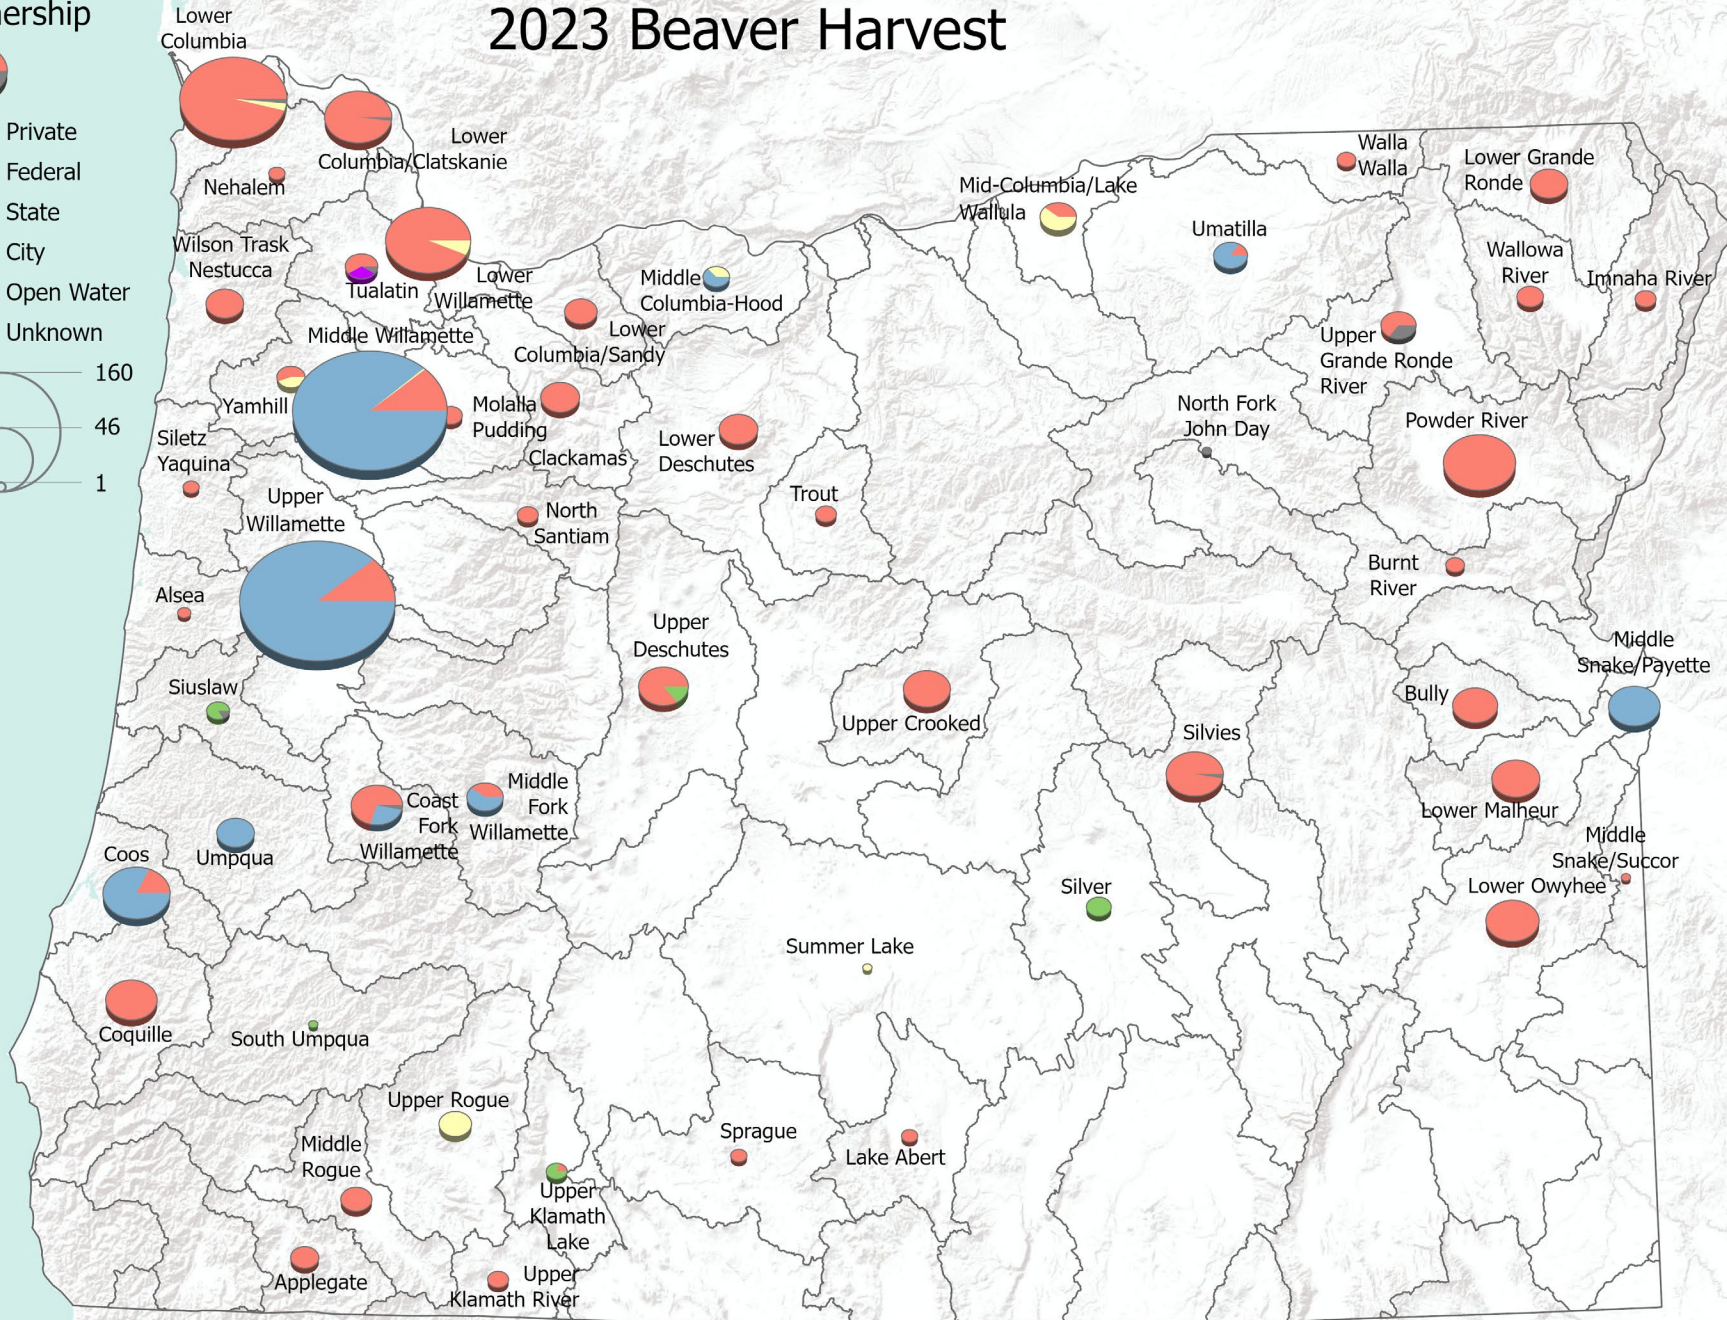 ership
2023 Beaver Harvest
Private
Federal
State
City
Open Water
Unknown
160
46
1
Lower
Columbia
Lower
Columbia/Clatskanie
Nehalem
Wilson Trask
Nestucca
Tualatin
Lower
Willamette
Middle
Columbia-Hood
Mid-Columbia/Lake
Wallula
Umatilla
Walla
Walla
Lower Grande
Ronde
Wallowa
River
Imnaha River
Upper
Grande Ronde
River
Middle Willamette
Lower
Columbia/Sandy
Yamhill
Molalla
Pudding
Clackamas
Lower
Deschutes
North Fork
John Day
Powder River
Siletz
Yaquina
Upper
Willamette
North
Santiam
Trout
Burnt
River
Alsea
Upper
Deschutes
Middle
Snake/Payette
Siuslaw
Upper Crooked
Silvies
Bully
Coast
Fork
Willamette
Middle
Fork
Willamette
Lower Malheur
Umpqua
Coos
Middle
Snake/Succor
Silver
Lower Owyhee
Summer Lake
Coquille
South Umpqua
Upper Rogue
Middle
Rogue
Sprague
Lake Abert
Upper
Klamath
Lake
Applegate
Upper
Klamath River